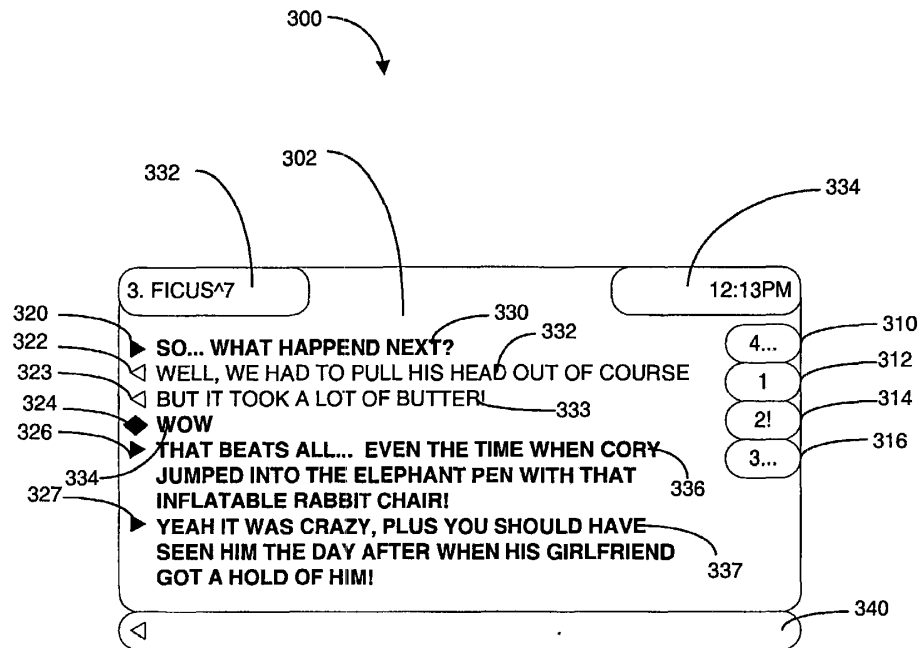 300
302
332
334
3. FICUS^7
12:13PM
320
330
310
SO... WHAT HAPPEND NEXT?
4...
322
332
312
WELL, WE HAD TO PULL HIS HEAD OUT OF COURSE
1
323
333
314
BUT IT TOOK A LOT OF BUTTER!
2!
324
WOW
316
326
THAT BEATS ALL... EVEN THE TIME WHEN CORY
3...
334
JUMPED INTO THE ELEPHANT PEN WITH THAT
336
327
INFLATABLE RABBIT CHAIR!
YEAH IT WAS CRAZY, PLUS YOU SHOULD HAVE
SEEN HIM THE DAY AFTER WHEN HIS GIRLFRIEND
337
GOT A HOLD OF HIM!
340